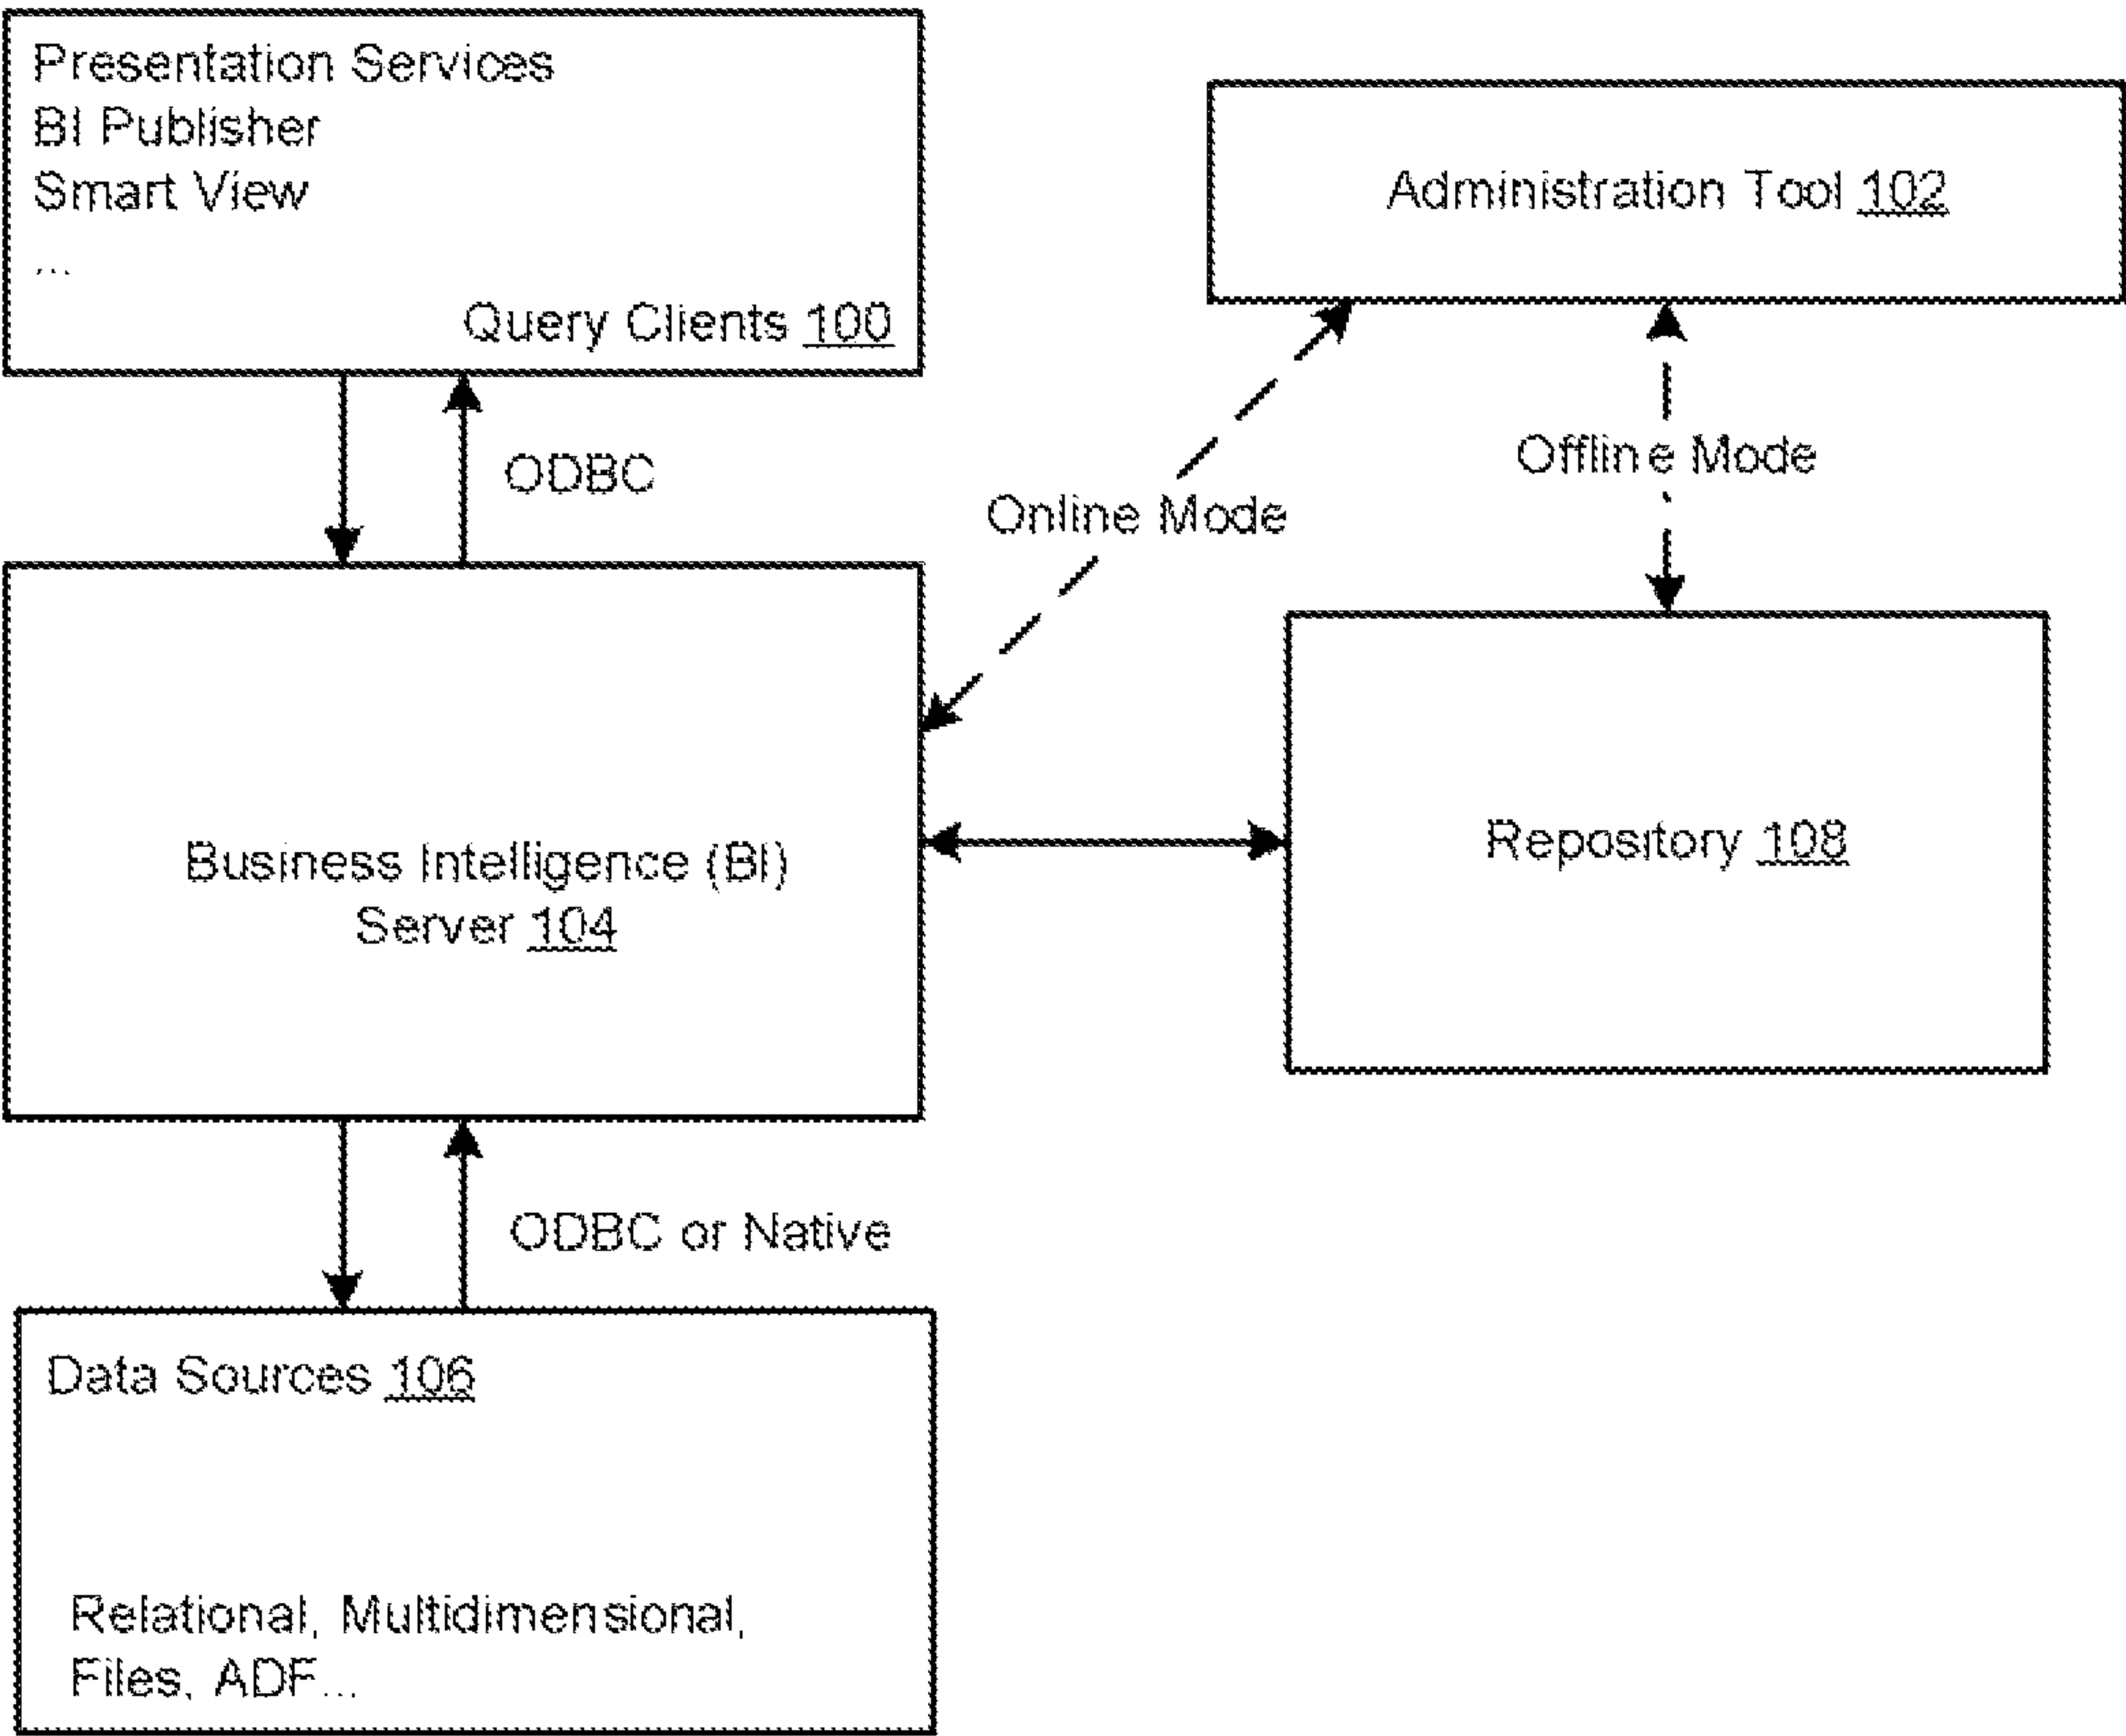 Presentation Services
BI Publisher
Smart View
...
Query Clients 100
Administration Tool 102
ODBC
Offline Mode
Online Mode
Business Intelligence (BI)
Server 104
Repository 108
ODBC or Native
Data Sources 106
Relational, Multidimensional,
Files, ADF...